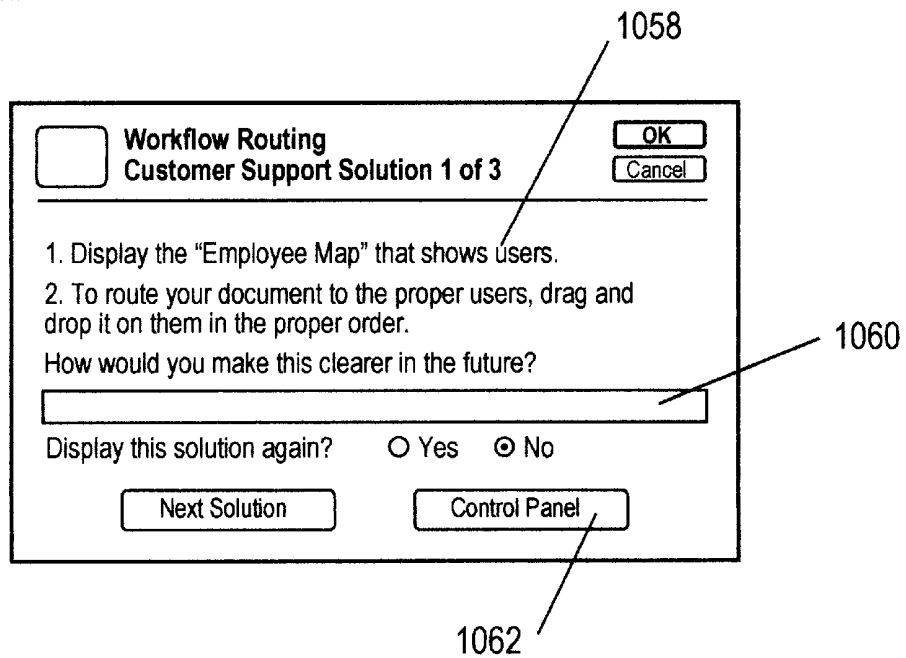 1058
Workflow Routing
OK
Customer Support Solution 1 of 3
Cancel
1. Display the “Employee Map” that shows users.
2. To route your document to the proper users, drag and
drop it on them in the proper order.
How would you make this clearer in the future?
1060
Display this solution again? Yes No
Next Solution Control Panel
1062